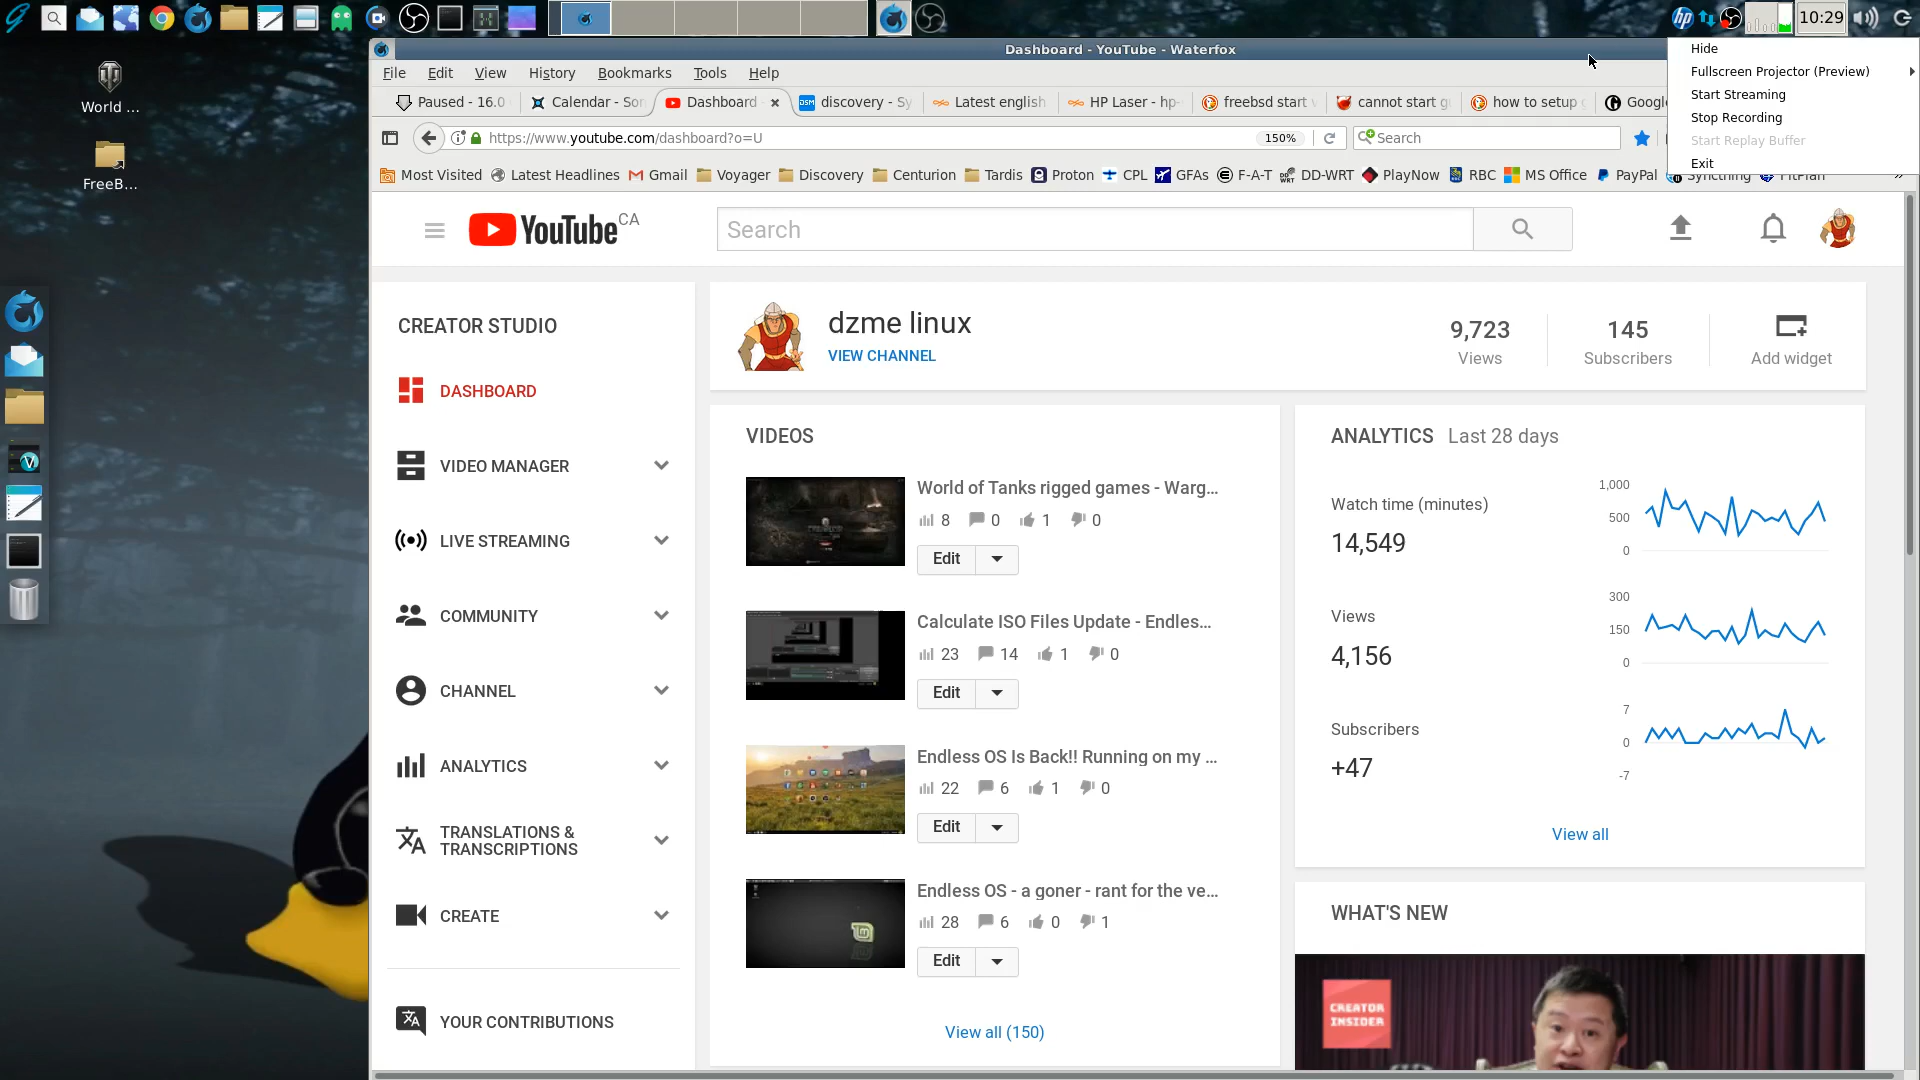 10:29
Dashboard - YouTube - Waterfox
Hide
Fullscreen Projector (Preview)
Start Streaming
Stop Recording
Start Replay Buffer
Exit
World ...
FreeB...
File Edit View History Bookmarks Tools Help
Paused - 16.0 Calendar - Son Dashboard discovery - Sy Latest english HP Laser - hp- freebsd start cannot start how to setup Googl
https://www.youtube.com/dashboard?o=U 150% Search
Most Visited Latest Headlines Gmail Voyager Discovery Centurion Tardis Proton CPL GFAs F-A-T DD-WRT PlayNow RBC MS Office PayPal Syncthing FitPlan
YouTube CA
Search
CREATOR STUDIO
DASHBOARD
VIDEO MANAGER
LIVE STREAMING
COMMUNITY
CHANNEL
ANALYTICS
TRANSLATIONS &
TRANSCRIPTIONS
CREATE
YOUR CONTRIBUTIONS
dzme linux
VIEW CHANNEL
9,723
Views
145
Subscribers
Add widget
VIDEOS
World of Tanks rigged games - Warg...
8 0 1 0
Edit
Calculate ISO Files Update - Endles...
23 14 1 0
Edit
Endless OS Is Back!! Running on my ...
22 6 1 0
Edit
Endless OS - a goner - rant for the ve...
28 6 0 1
Edit
View all (150)
ANALYTICS Last 28 days
Watch time (minutes)
14,549
1,000
500
0
Views
4,156
300
150
0
Subscribers
+47
7
0
-7
View all
WHAT'S NEW
CREATOR
INSIDER